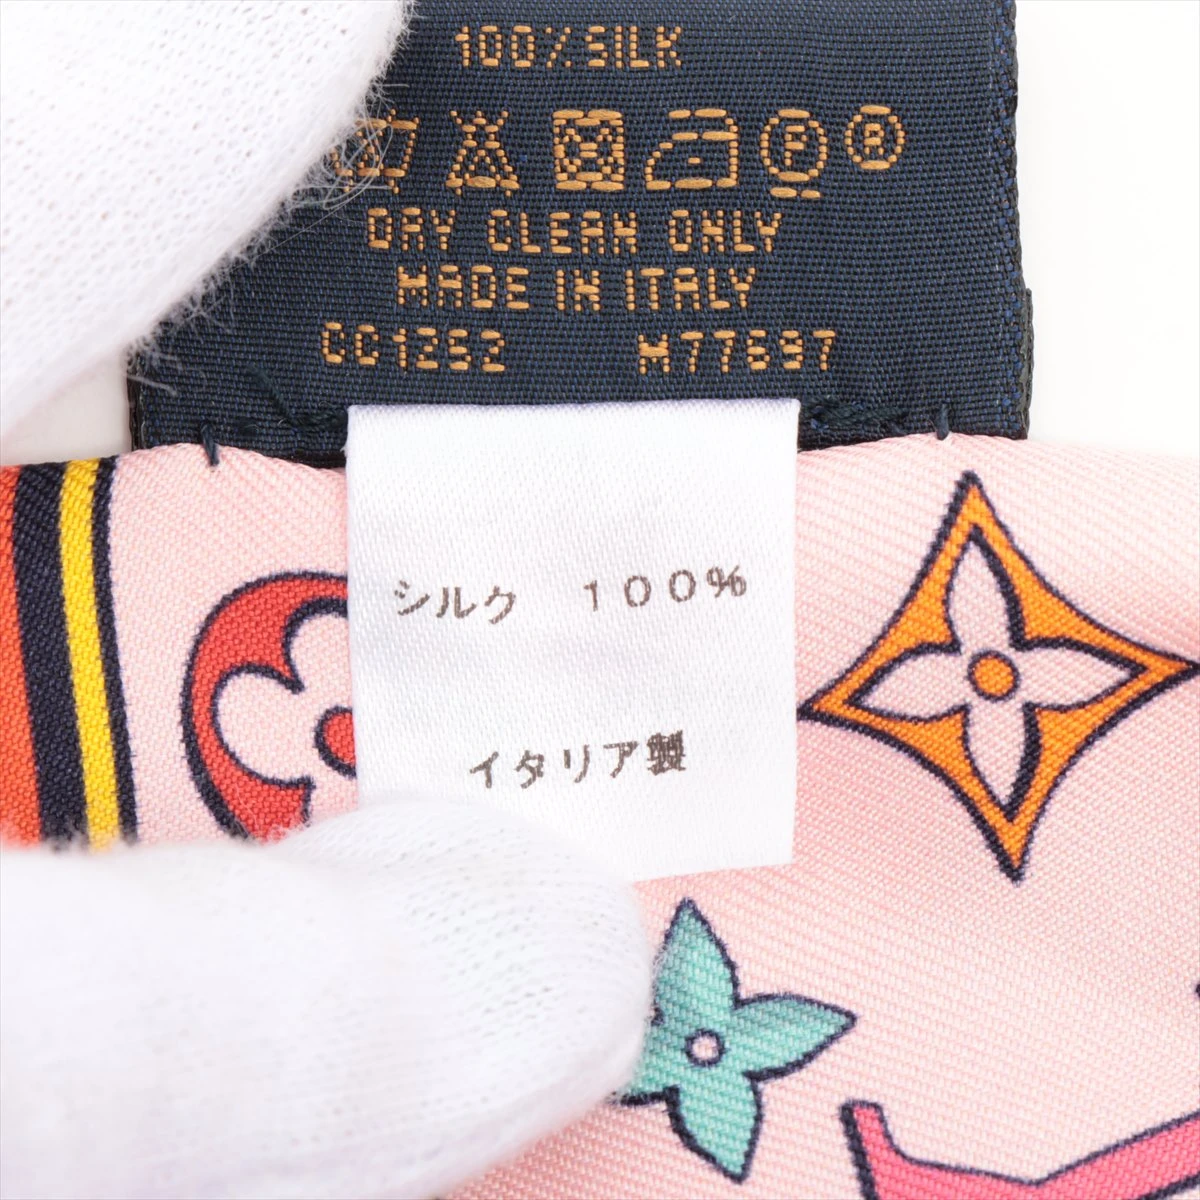 100% SILK
P R
DRY CLEAN ONLY
MADE IN ITALY
CC1252 M77697
シルク 100%
イタリア製